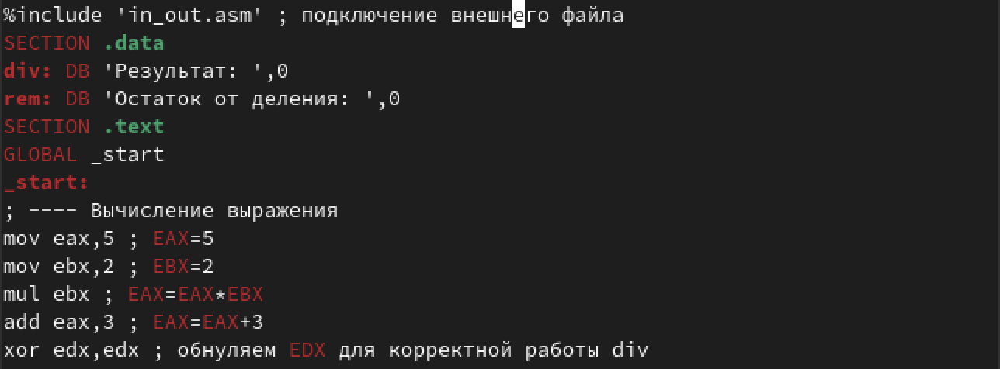 %include 'in_out.asm' ; подключение внешнего файла
SECTION .data
div: DB 'Результат: ',0
rem: DB 'Остаток от деления: ',0
SECTION .text
GLOBAL _start
_start:
; ---- Вычисление выражения
mov eax,5 ; EAX=5
mov ebx,2 ; EBX=2
mul ebx ; EAX=EAX*EBX
add eax,3 ; EAX=EAX+3
xor edx,edx ; обнуляем EDX для корректной работы div